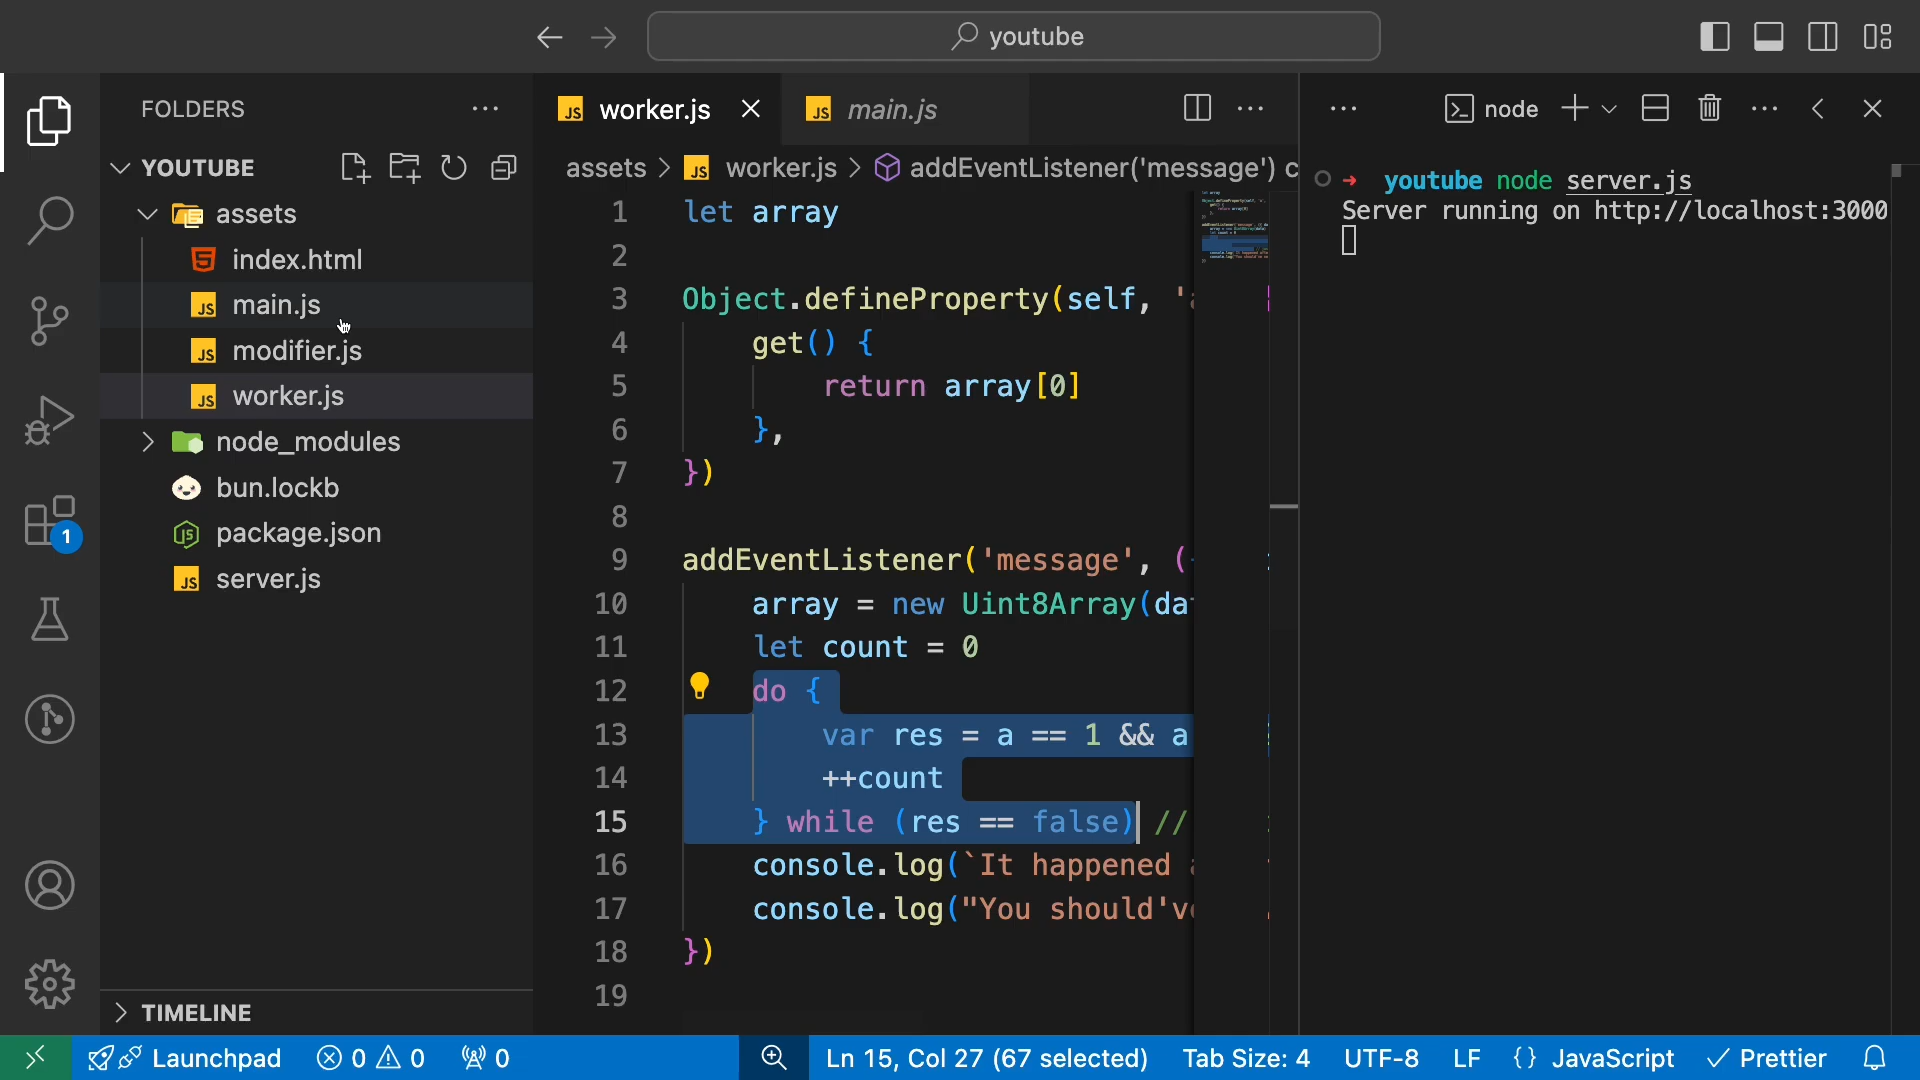 youtube
FOLDERS
YOUTUBE
assets
index.html
main.js
modifier.js
worker.js
node_modules
bun.lockb
package.json
server.js
TIMELINE
1
worker.js
main.js
assets > worker.js > addEventListener('message') c
1 let array
2
3 Object.defineProperty(self, '
4 get() {
5 return array[0]
6 },
7 })
8
9 addEventListener('message', (
10 array = new Uint8Array(da
11 let count = 0
12 do {
13 var res = a == 1 && a
14 ++count
15 } while (res == false) //
16 console.log(`It happened
17 console.log("You should'v
18 })
19
node
youtube node server.js
Server running on http://localhost:3000
Launchpad 0 0 0 Ln 15, Col 27 (67 selected) Tab Size: 4 UTF-8 LF {} JavaScript Prettier